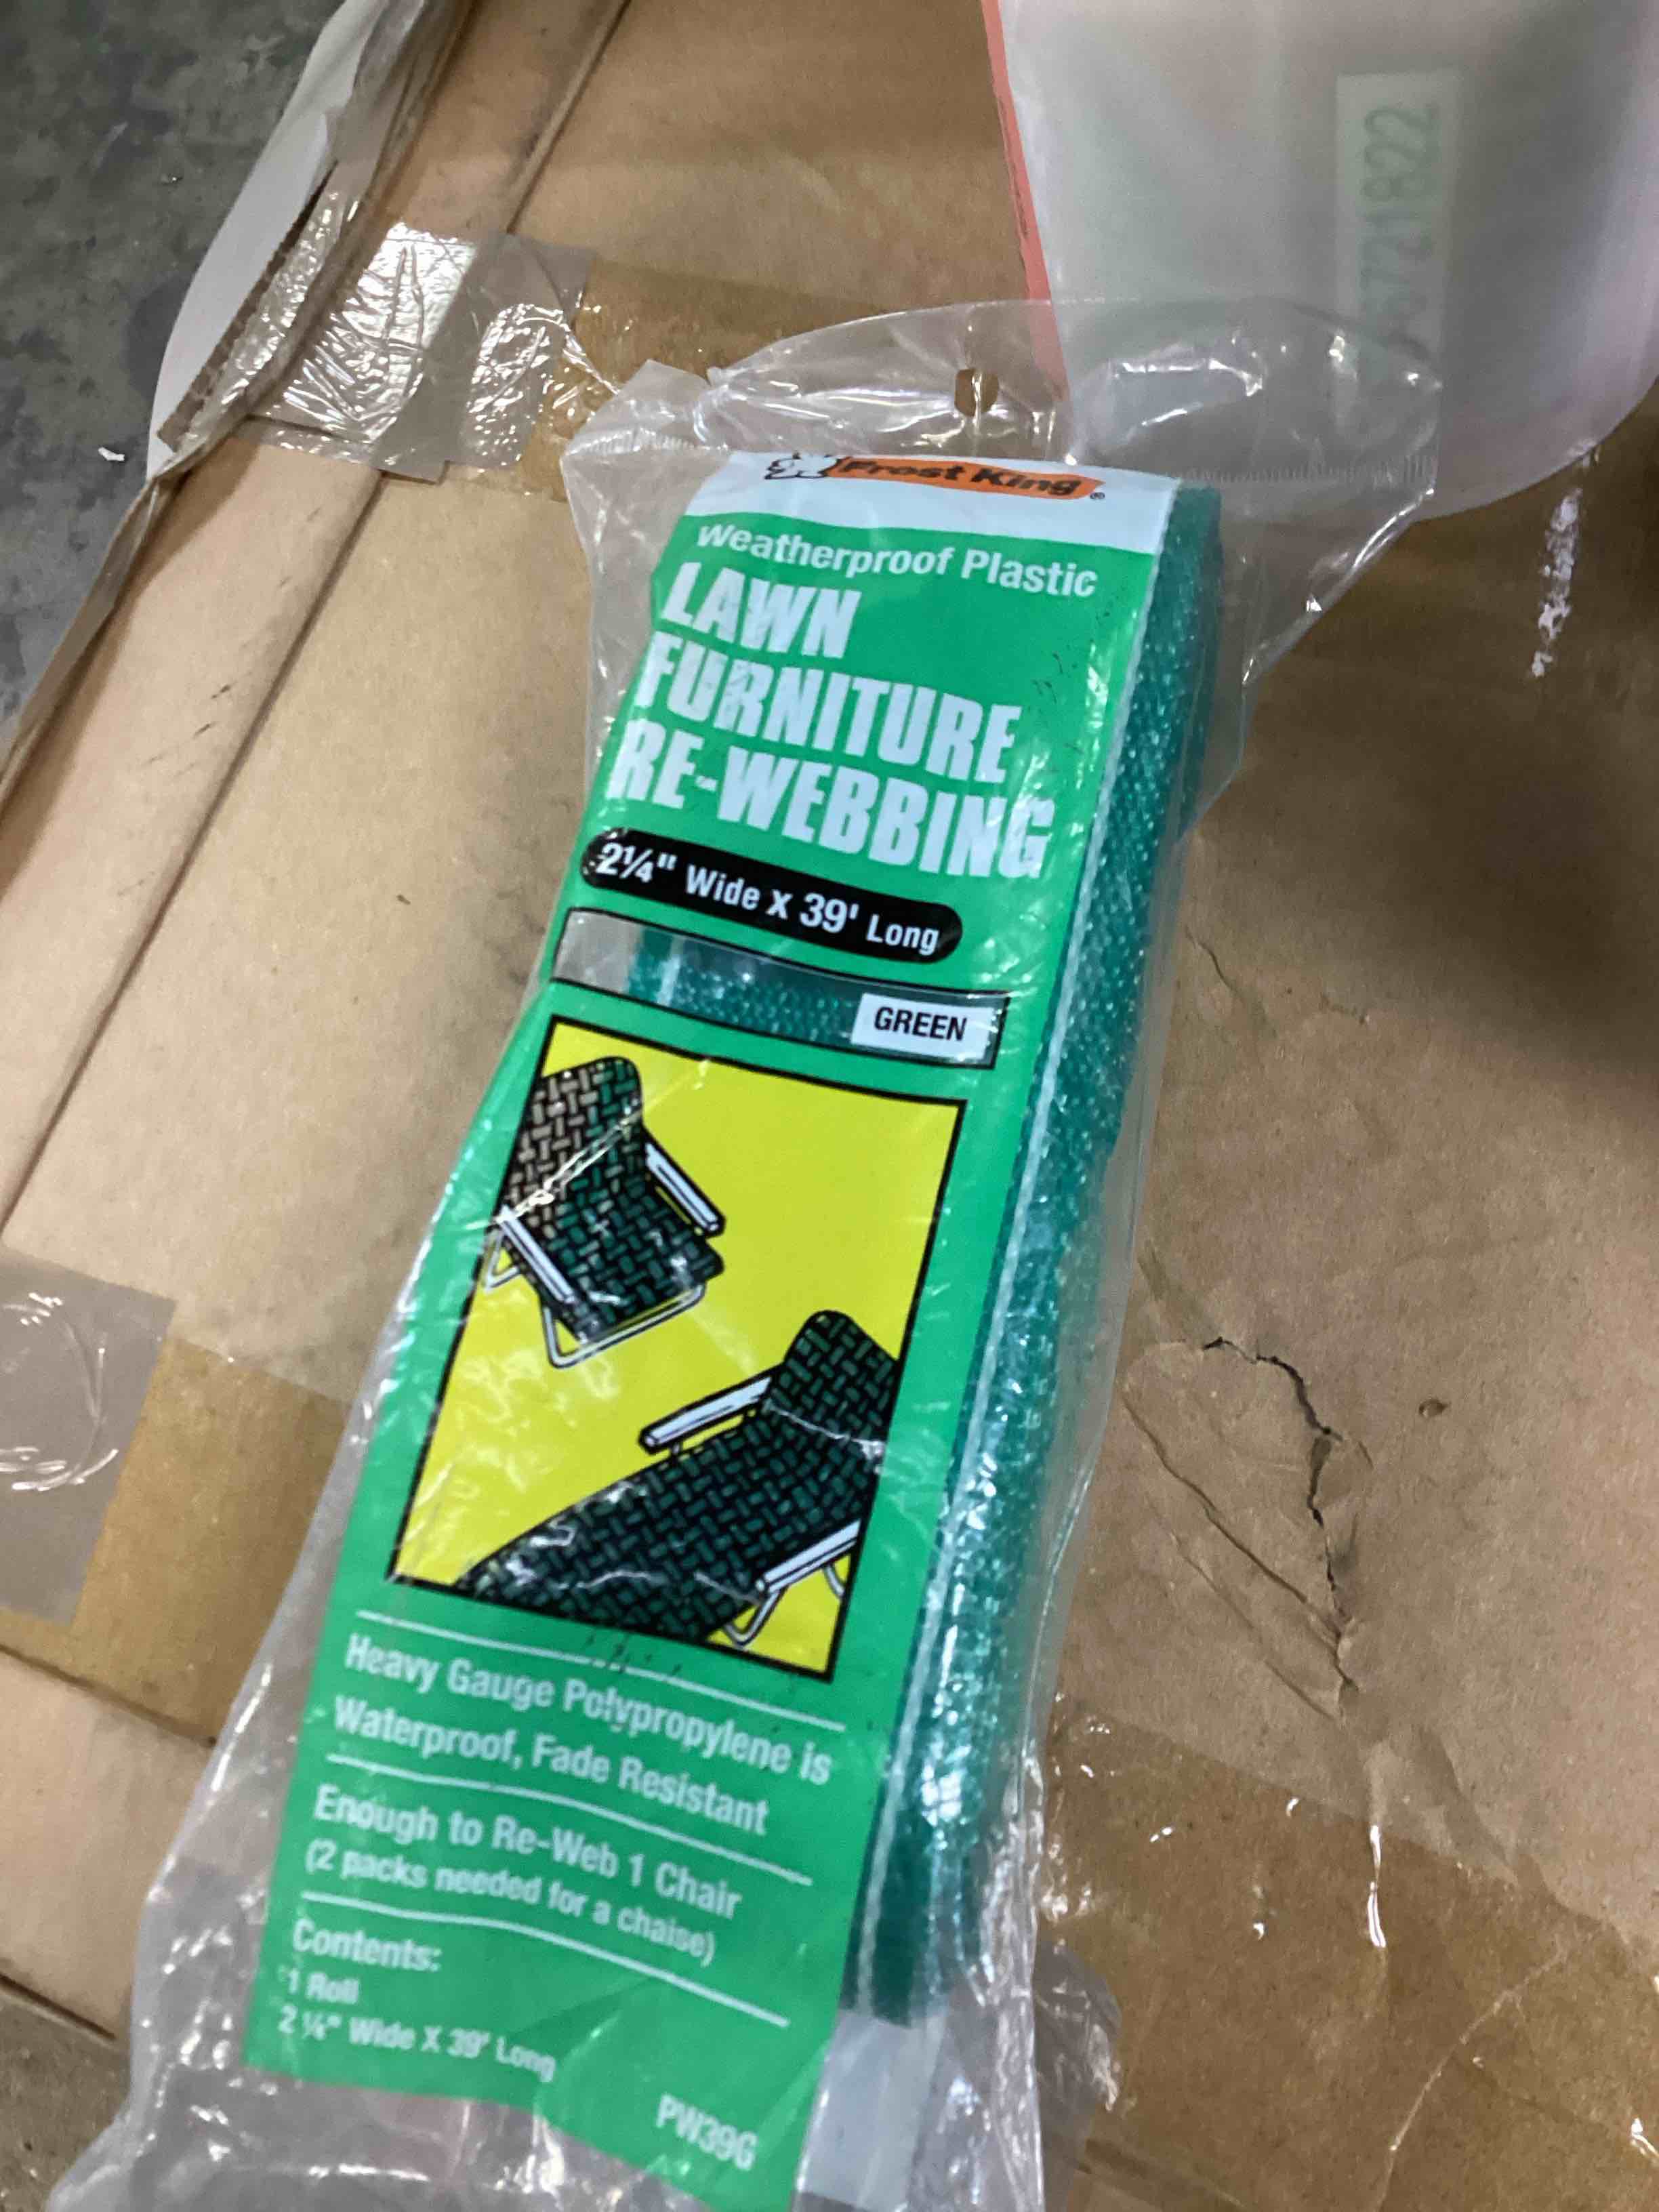 Frost King ®
Weatherproof Plastic
LAWN
FURNITURE
RE-WEBBING
2¼" Wide X 39' Long
GREEN
Heavy Gauge Polypropylene is
Waterproof, Fade Resistant
Enough to Re-Web 1 Chair
(2 packs needed for a chaise)
Contents:
1 Roll
2 ¼" Wide X 39' Long
PW39G